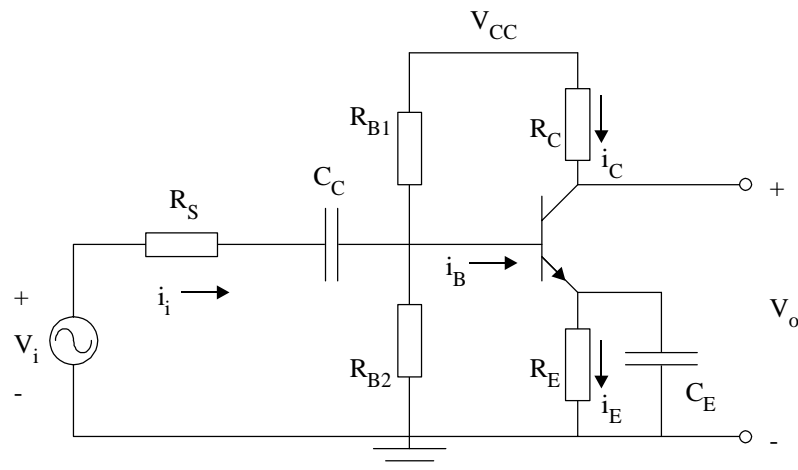 V_CC
R_B1
R_C
i_C
C_C
R_S
+
i_B
i_i
+
V_i
-
R_B2
R_E
i_E
C_E
V_o
-